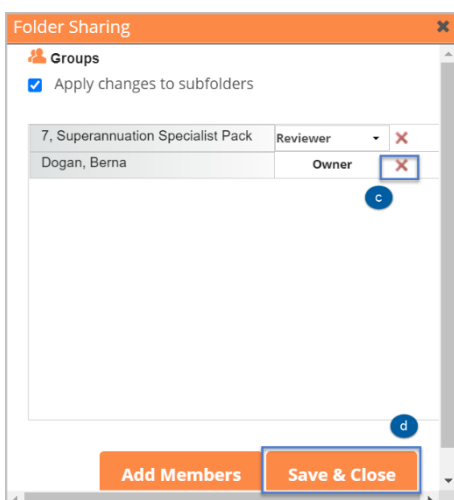 Folder Sharing
Groups
Apply changes to subfolders
7, Superannuation Specialist Pack Reviewer
Dogan, Berna Owner
c
d
Add Members Save & Close